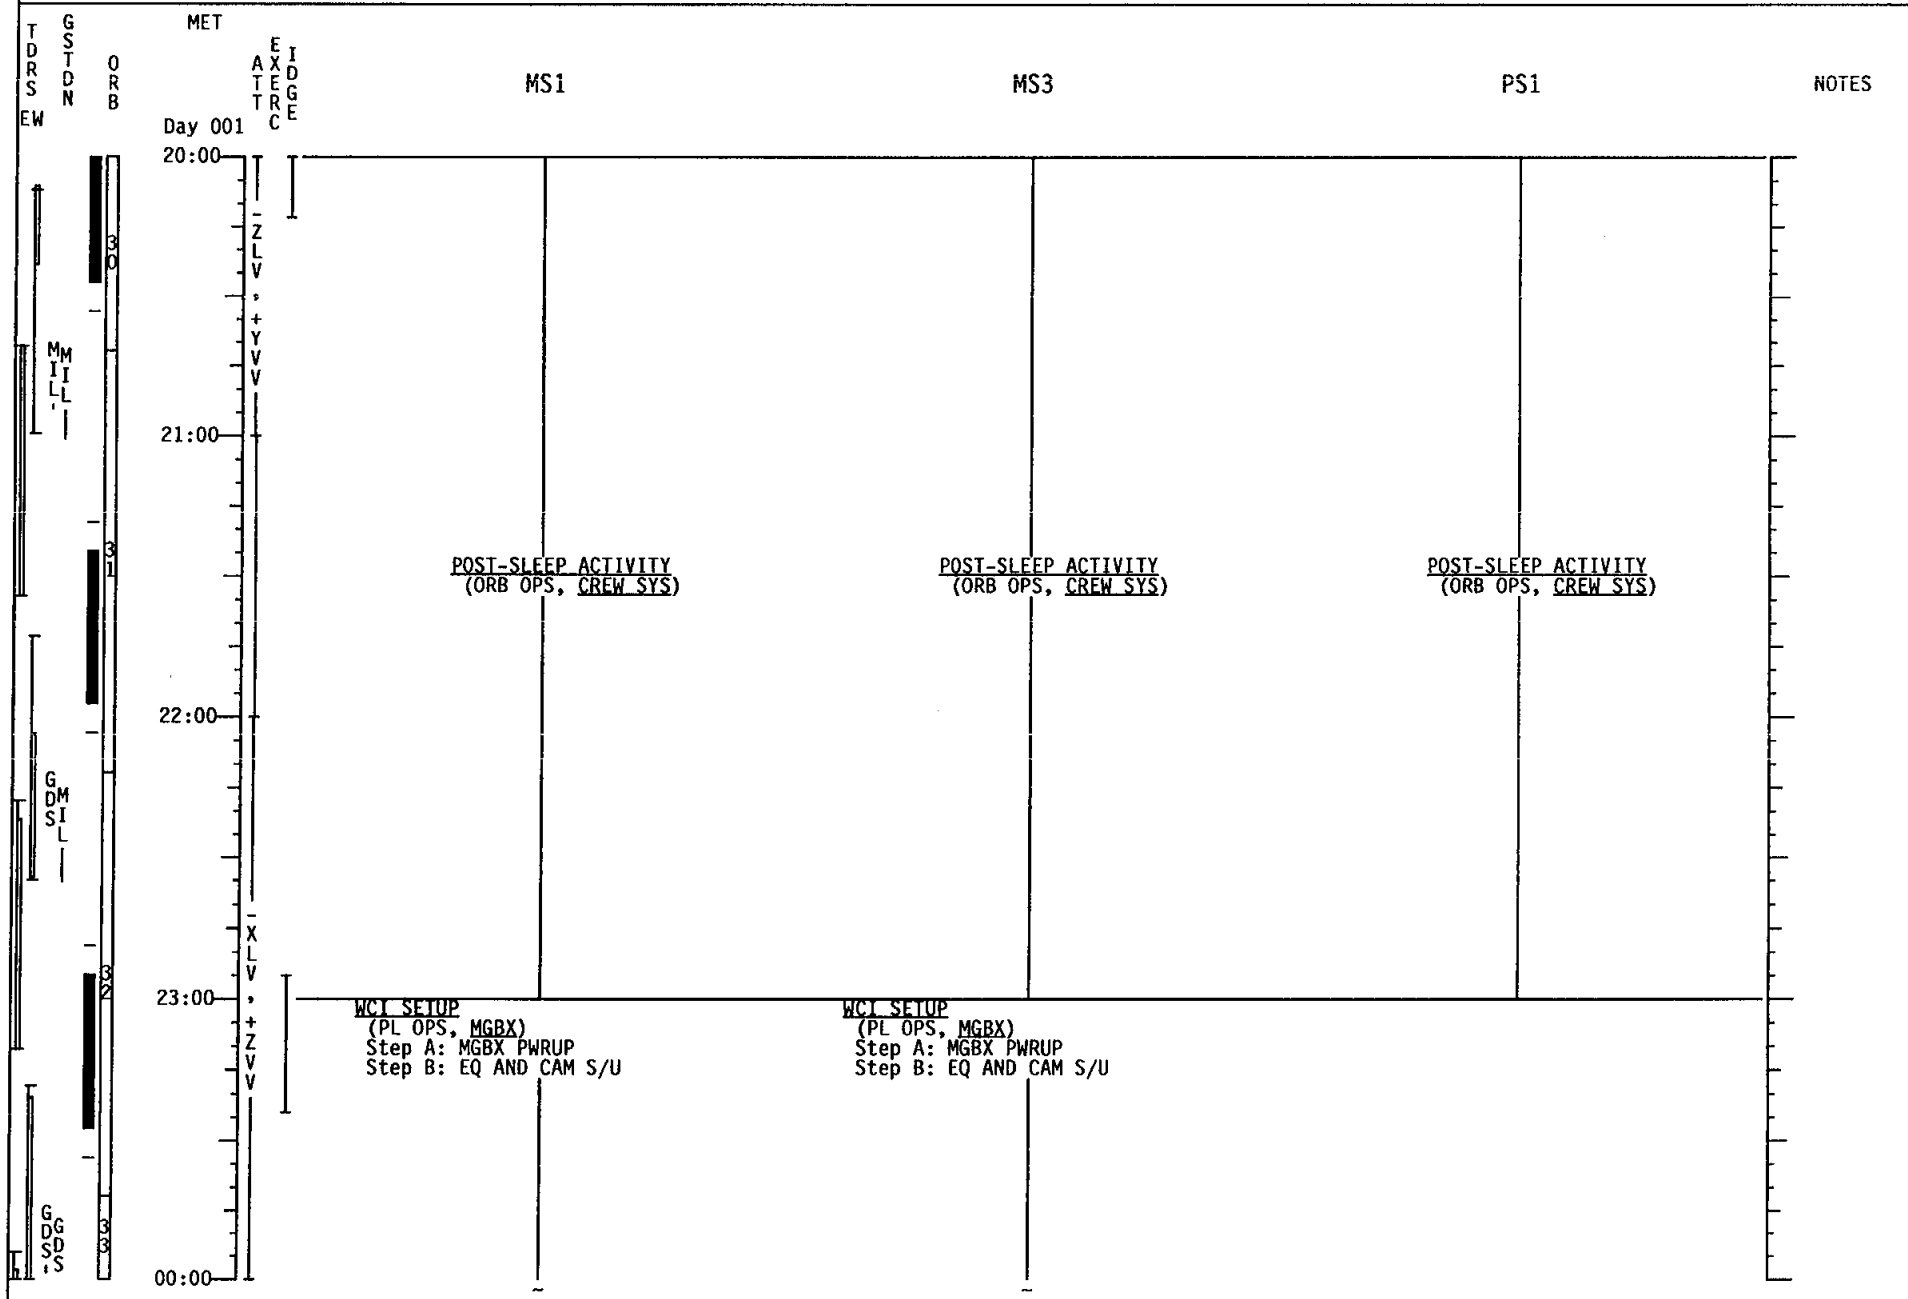 MET
TDRS
GSTDN
ORB
ATT
EXERC
IDGE
EW
MS1
MS3
PS1
NOTES
Day 001
20:00
30
-ZLV,+YVV
MIL'
MIL
21:00
31
POST-SLEEP ACTIVITY
(ORB OPS, CREW SYS)
POST-SLEEP ACTIVITY
(ORB OPS, CREW SYS)
POST-SLEEP ACTIVITY
(ORB OPS, CREW SYS)
22:00
GDS
MIL
32
-XLV,+ZVV
23:00
WCI SETUP
(PL OPS, MGBX)
Step A: MGBX PWRUP
Step B: EQ AND CAM S/U
WCI SETUP
(PL OPS, MGBX)
Step A: MGBX PWRUP
Step B: EQ AND CAM S/U
GDS'
GDS
33
00:00
~
~